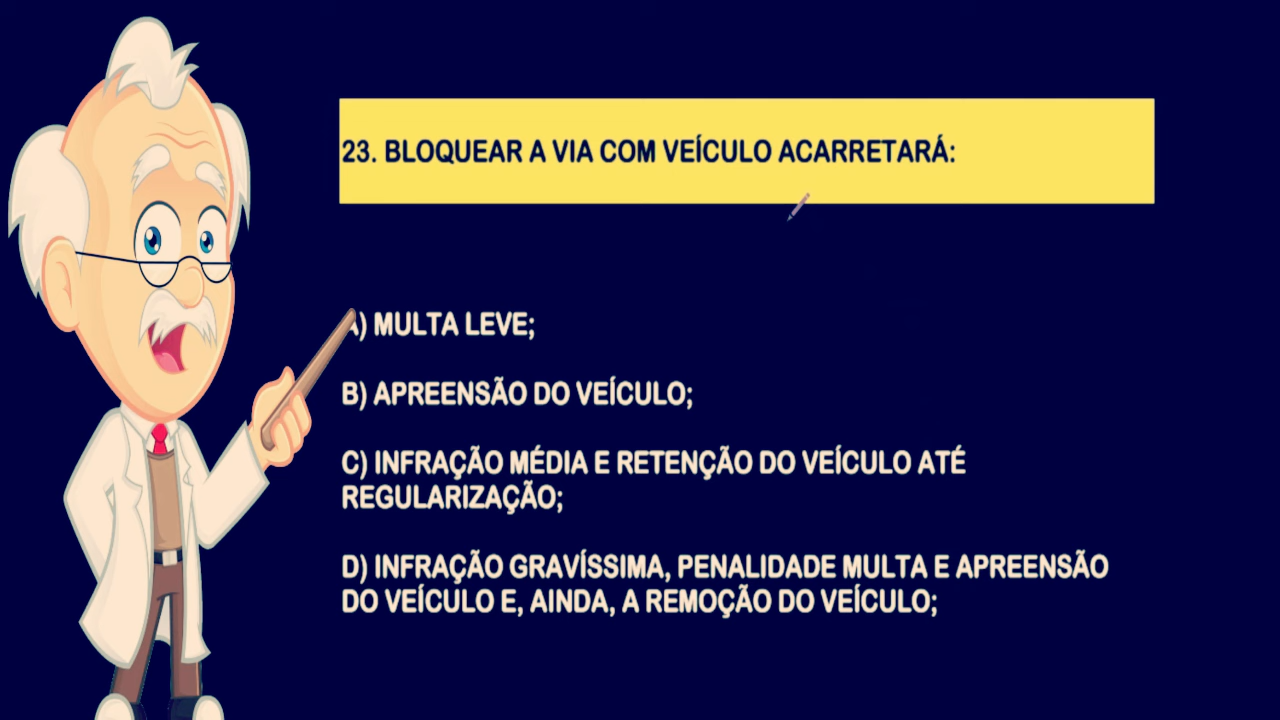 23. BLOQUEAR A VIA COM VEÍCULO ACARRETARÁ:
A) MULTA LEVE;
B) APREENSÃO DO VEÍCULO;
C) INFRAÇÃO MÉDIA E RETENÇÃO DO VEÍCULO ATÉ
REGULARIZAÇÃO;
D) INFRAÇÃO GRAVÍSSIMA, PENALIDADE MULTA E APREENSÃO
DO VEÍCULO E, AINDA, A REMOÇÃO DO VEÍCULO;